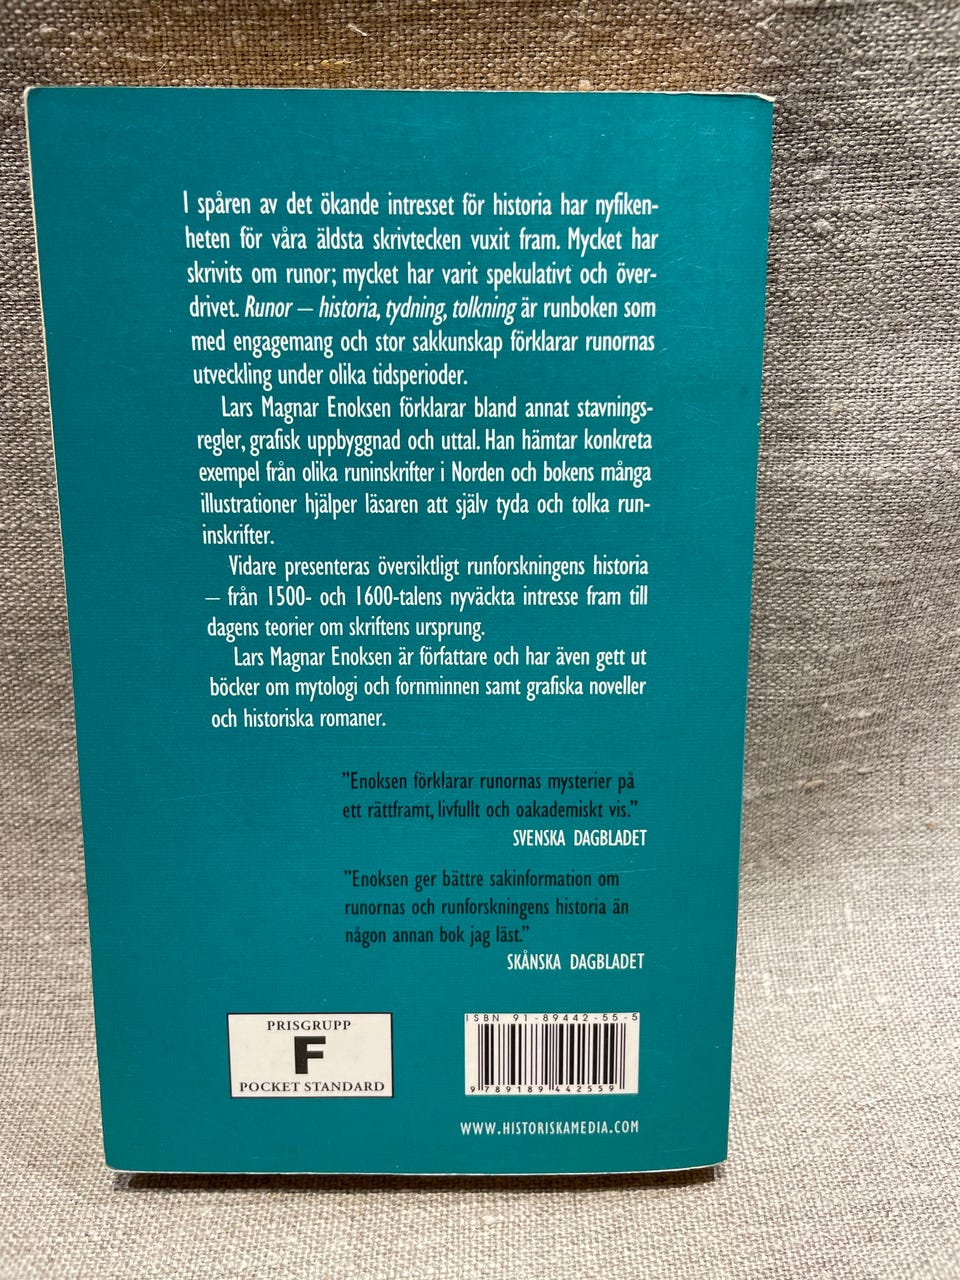 I spåren av det ökande intresset för historia har nyfiken-
heten för våra äldsta skrivtecken vuxit fram. Mycket har
skrivits om runor; mycket har varit spekulativt och över-
drivet. Runor – historia, tydning, tolkning är runboken som
med engagemang och stor sakkunskap förklarar runornas
utveckling under olika tidsperioder.
Lars Magnar Enoksen förklarar bland annat stavnings-
regler, grafisk uppbyggnad och uttal. Han hämtar konkreta
exempel från olika runinskrifter i Norden och bokens många
illustrationer hjälper läsaren att själv tyda och tolka run-
inskrifter.
Vidare presenteras översiktligt runforskningens historia
– från 1500- och 1600-talens nyväckta intresse fram till
dagens teorier om skriftens ursprung.
Lars Magnar Enoksen är författare och har även gett ut
böcker om mytologi och fornminnen samt grafiska noveller
och historiska romaner.
”Enoksen förklarar runornas mysterier på
ett rättframt, livfullt och oakademiskt vis.”
SVENSKA DAGBLADET
”Enoksen ger bättre sakinformation om
runornas och runforskningens historia än
någon annan bok jag läst.”
SKÅNSKA DAGBLADET
PRISGRUPP
F
POCKET STANDARD
ISBN 91-89442-55-5
9 789189 442559
WWW.HISTORISKAMEDIA.COM